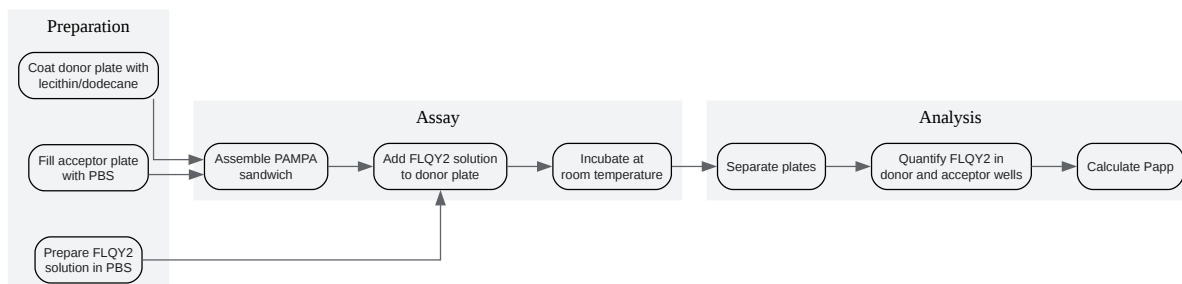 Preparation
Coat donor plate with
lecithin/dodecane
Fill acceptor plate
with PBS
Prepare FLQY2
solution in PBS
Assay
Assemble PAMPA
sandwich
Add FLQY2 solution
to donor plate
Incubate at
room temperature
Analysis
Separate plates
Quantify FLQY2 in
donor and acceptor wells
Calculate Papp